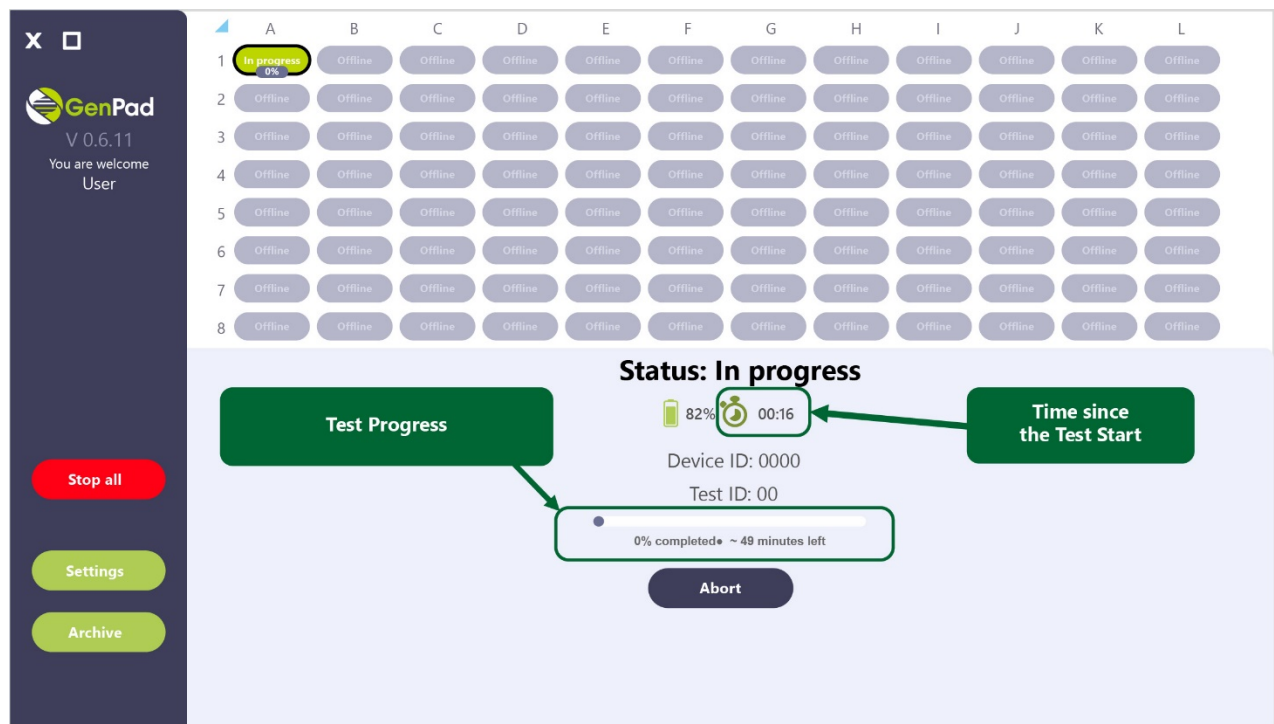 X
GenPad
V 0.6.11
You are welcome
User
Stop all
Settings
Archive
A B C D E F G H I J K L
1 In progress Offline Offline Offline Offline Offline Offline Offline Offline Offline Offline Offline
0%
2 Offline Offline Offline Offline Offline Offline Offline Offline Offline Offline Offline Offline
3 Offline Offline Offline Offline Offline Offline Offline Offline Offline Offline Offline Offline
4 Offline Offline Offline Offline Offline Offline Offline Offline Offline Offline Offline Offline
5 Offline Offline Offline Offline Offline Offline Offline Offline Offline Offline Offline Offline
6 Offline Offline Offline Offline Offline Offline Offline Offline Offline Offline Offline Offline
7 Offline Offline Offline Offline Offline Offline Offline Offline Offline Offline Offline Offline
8 Offline Offline Offline Offline Offline Offline Offline Offline Offline Offline Offline Offline
Status: In progress
82% 00:16
Test Progress
Time since
the Test Start
Device ID: 0000
Test ID: 00
0% completed• ~ 49 minutes left
Abort